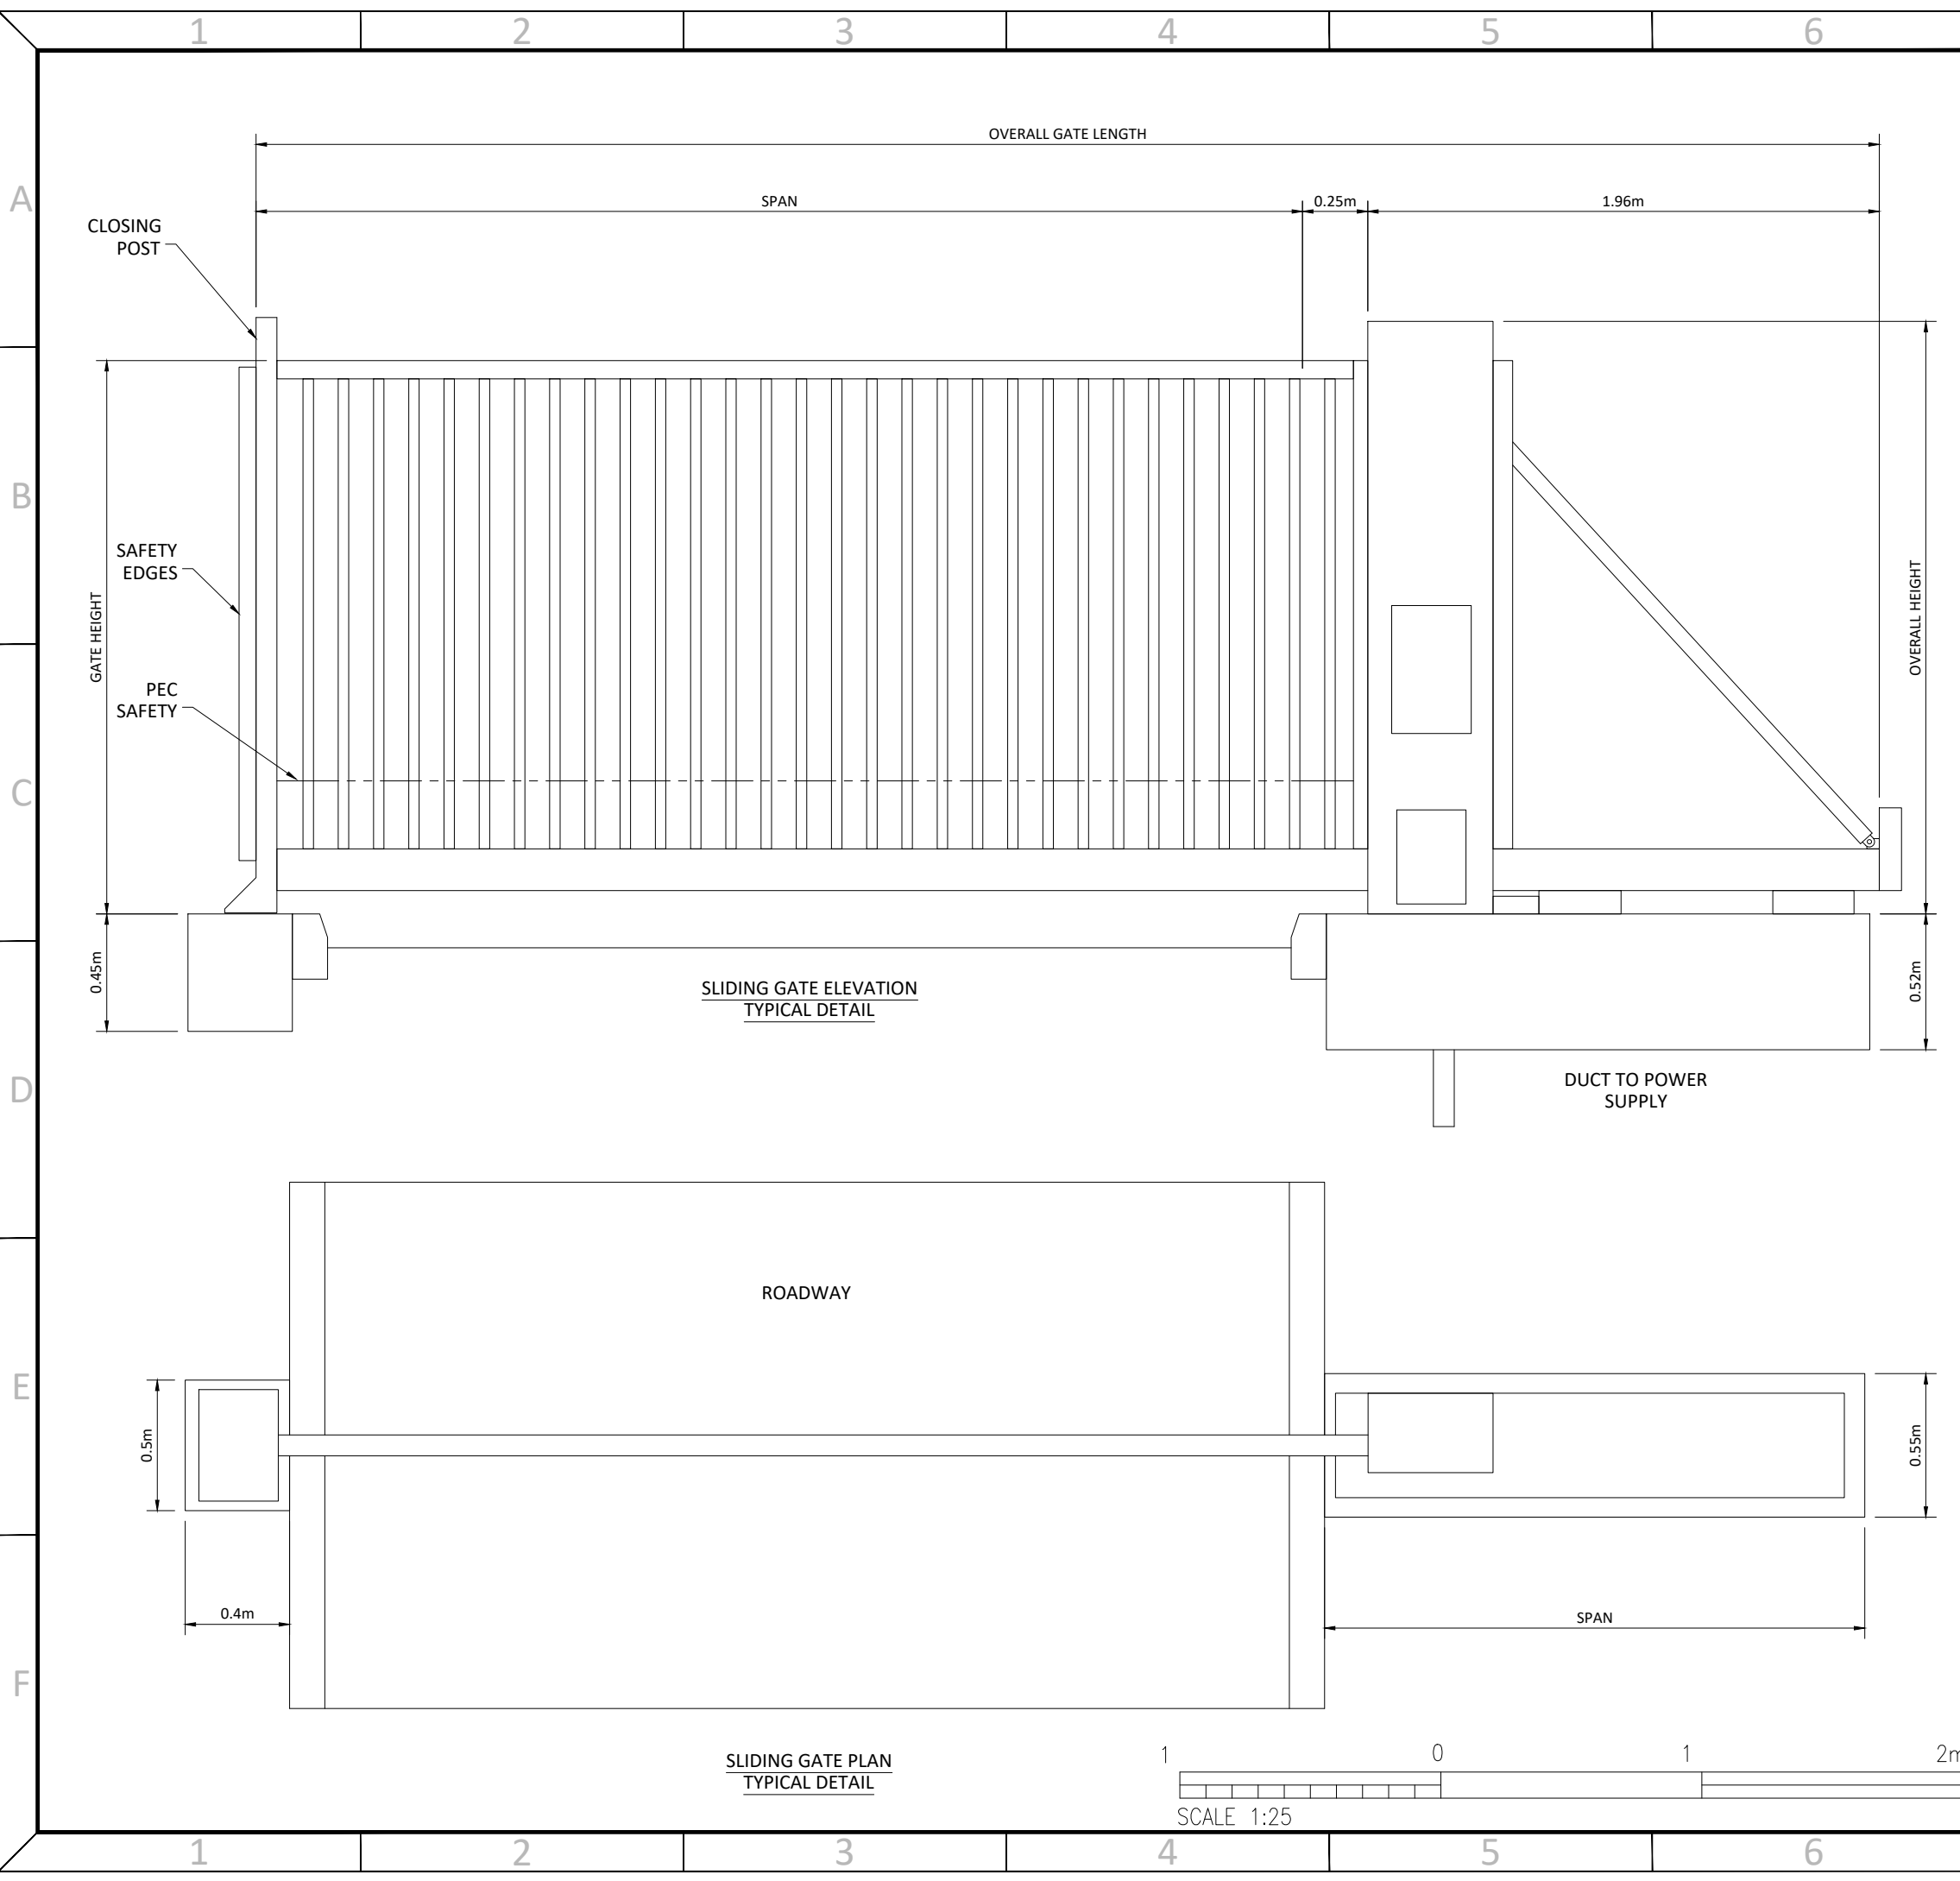 1 2 3 4 5 6
OVERALL GATE LENGTH
A
SPAN 0.25m 1.96m
CLOSING
POST
B
SAFETY
EDGES
GATE HEIGHT
OVERALL HEIGHT
PEC
SAFETY
C
0.45m
0.52m
SLIDING GATE ELEVATION
TYPICAL DETAIL
D
DUCT TO POWER
SUPPLY
ROADWAY
E
0.5m
0.55m
0.4m
SPAN
F
SLIDING GATE PLAN
TYPICAL DETAIL
1 0 1 2m
SCALE 1:25
1 2 3 4 5 6